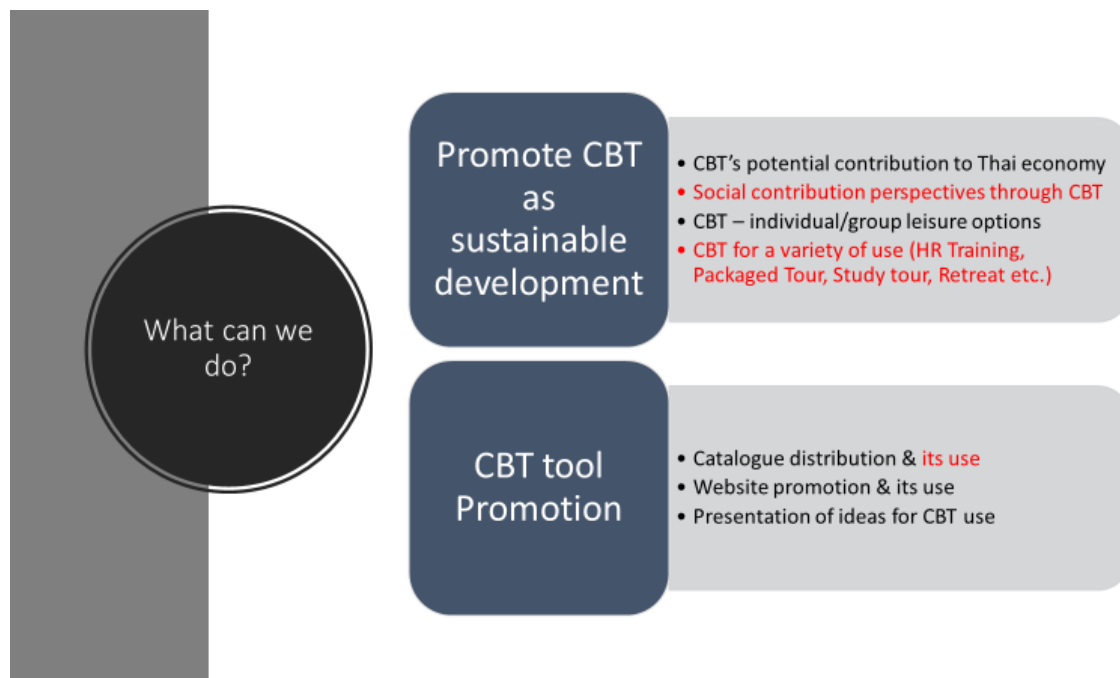 What can we
do?
Promote CBT
as
sustainable
development
• CBT’s potential contribution to Thai economy
• Social contribution perspectives through CBT
• CBT – individual/group leisure options
• CBT for a variety of use (HR Training,
Packaged Tour, Study tour, Retreat etc.)
CBT tool
Promotion
• Catalogue distribution & its use
• Website promotion & its use
• Presentation of ideas for CBT use